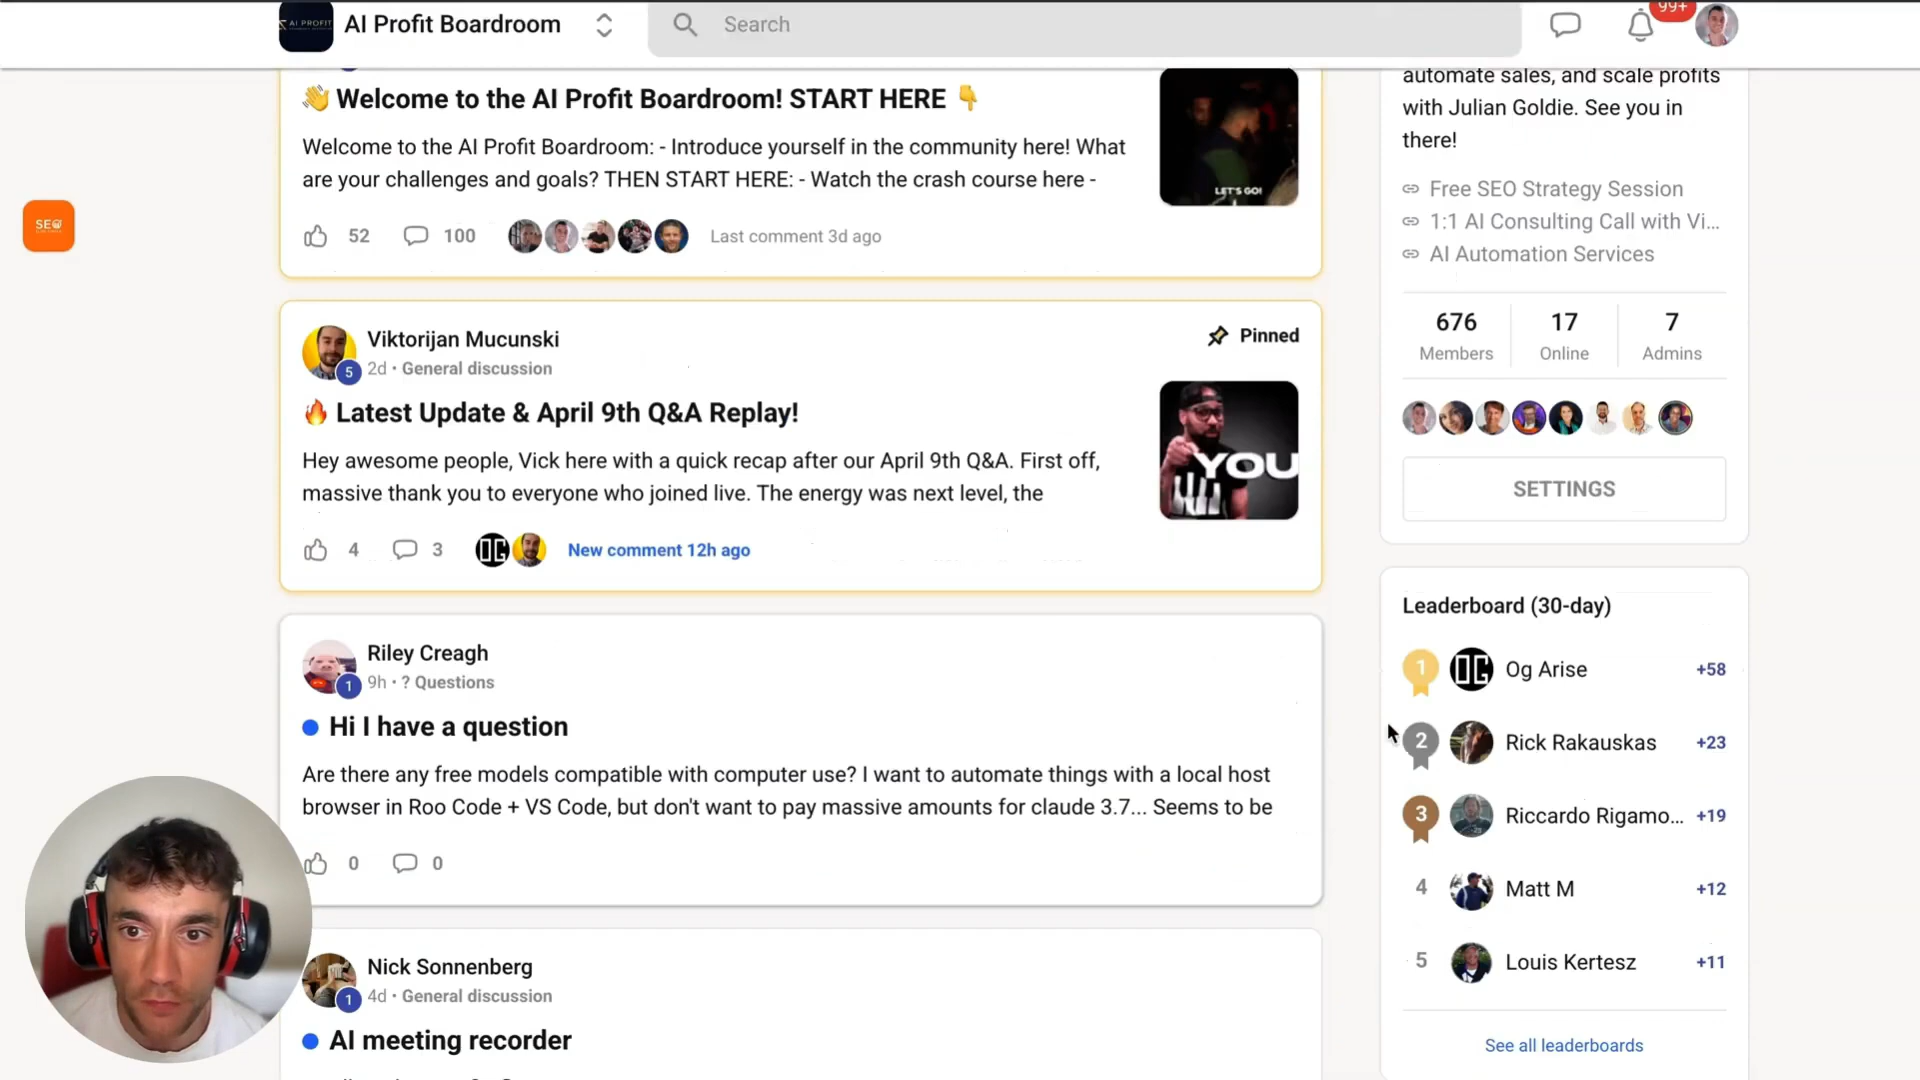 AI PROFIT
AI Profit Boardroom
Search
99+
👋 Welcome to the AI Profit Boardroom! START HERE 👇
Welcome to the AI Profit Boardroom: - Introduce yourself in the community here! What
are your challenges and goals? THEN START HERE: - Watch the crash course here -
LET'S GO!
52
100
Last comment 3d ago
SEO
Viktorijan Mucunski
5
2d • General discussion
Pinned
🔥 Latest Update & April 9th Q&A Replay!
Hey awesome people, Vick here with a quick recap after our April 9th Q&A. First off,
massive thank you to everyone who joined live. The energy was next level, the
YOU
4
3
OG
New comment 12h ago
Riley Creagh
1
9h • ? Questions
Hi I have a question
Are there any free models compatible with computer use? I want to automate things with a local host
browser in Roo Code + VS Code, but don't want to pay massive amounts for claude 3.7... Seems to be
0
0
Nick Sonnenberg
1
4d • General discussion
AI meeting recorder
automate sales, and scale profits
with Julian Goldie. See you in
there!
Free SEO Strategy Session
1:1 AI Consulting Call with Vi...
AI Automation Services
676
Members
17
Online
7
Admins
SETTINGS
Leaderboard (30-day)
1 OG Og Arise +58
2 Rick Rakauskas +23
3 Riccardo Rigamo... +19
4 Matt M +12
5 Louis Kertesz +11
See all leaderboards